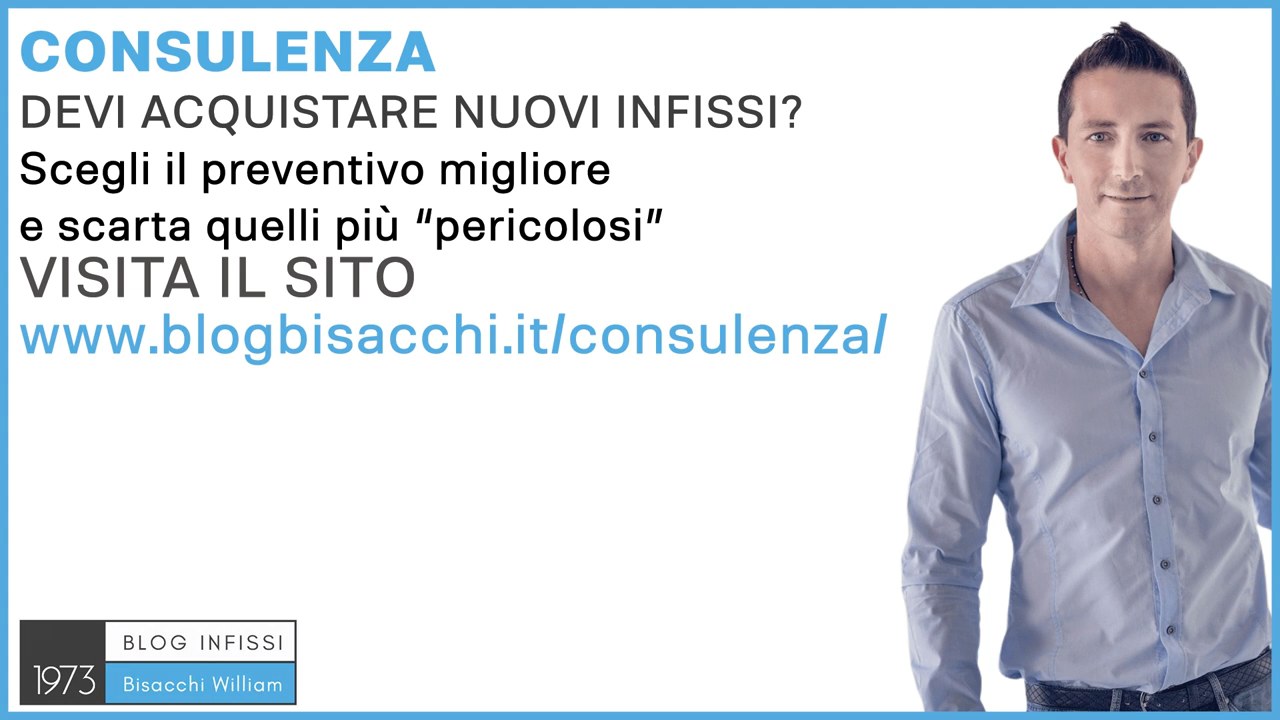 CONSULENZA
DEVI ACQUISTARE NUOVI INFISSI?
Scegli il preventivo migliore
e scarta quelli più “pericolosi”
VISITA IL SITO
www.blogbisacchi.it/consulenza/
1973
BLOG INFISSI
Bisacchi William